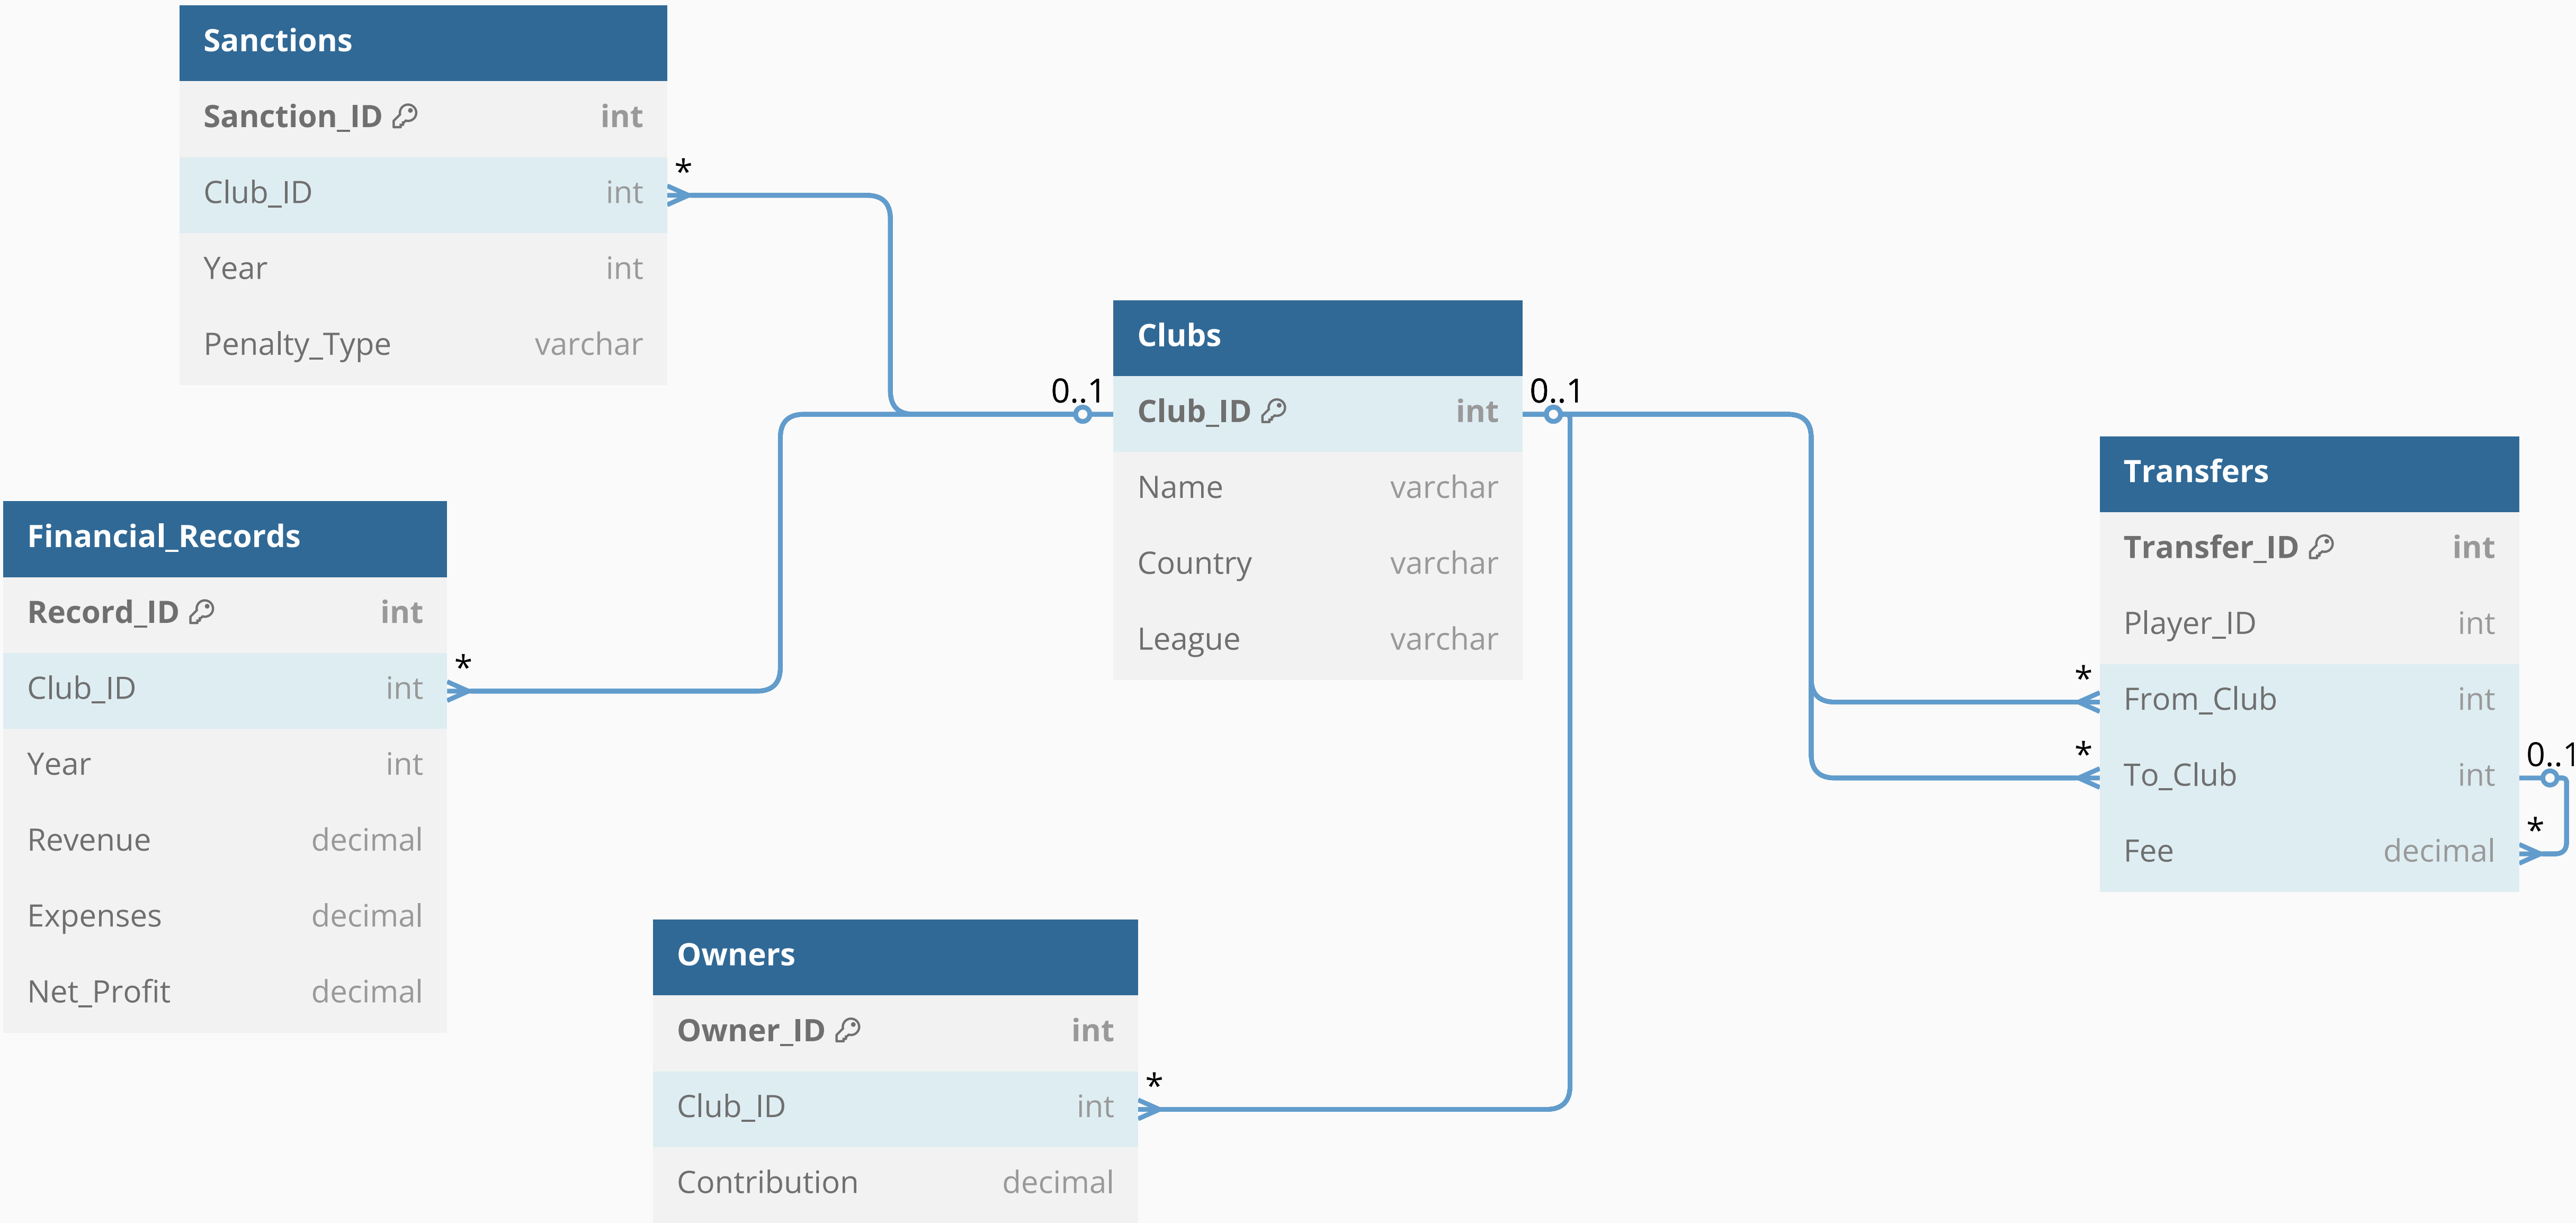 Sanctions
Sanction_ID int
*
Club_ID int
Year int
Penalty_Type varchar
Clubs
0..1 0..1
Club_ID int
Name varchar
Country varchar
League varchar
Transfers
Transfer_ID int
Player_ID int
*
From_Club int
*
To_Club int
0..1
*
Fee decimal
Financial_Records
Record_ID int
*
Club_ID int
Year int
Revenue decimal
Expenses decimal
Net_Profit decimal
Owners
Owner_ID int
*
Club_ID int
Contribution decimal